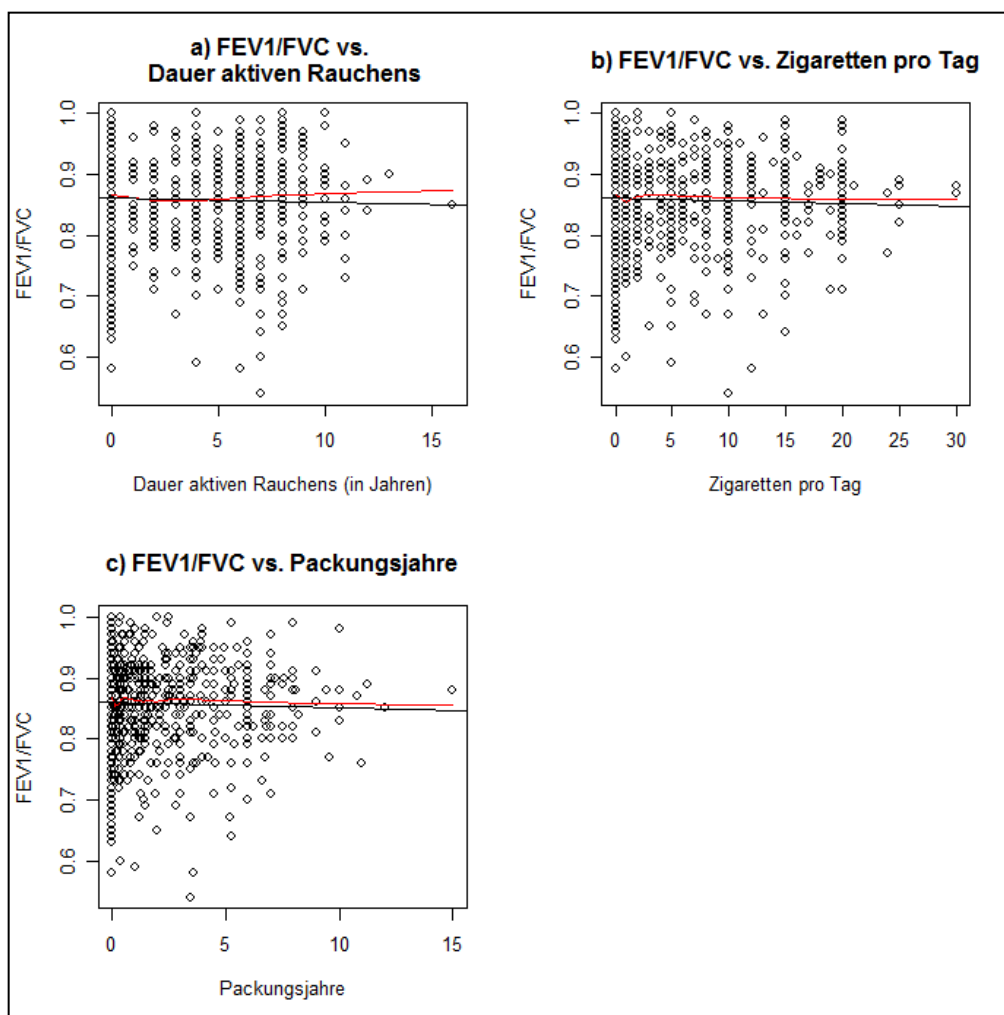 a) FEV1/FVC vs.
Dauer aktiven Rauchens
FEV1/FVC
1.0
0.9
0.8
0.7
0.6
0 5 10 15
Dauer aktiven Rauchens (in Jahren)
b) FEV1/FVC vs. Zigaretten pro Tag
FEV1/FVC
1.0
0.9
0.8
0.7
0.6
0 5 10 15 20 25 30
Zigaretten pro Tag
c) FEV1/FVC vs. Packungsjahre
FEV1/FVC
1.0
0.9
0.8
0.7
0.6
0 5 10 15
Packungsjahre